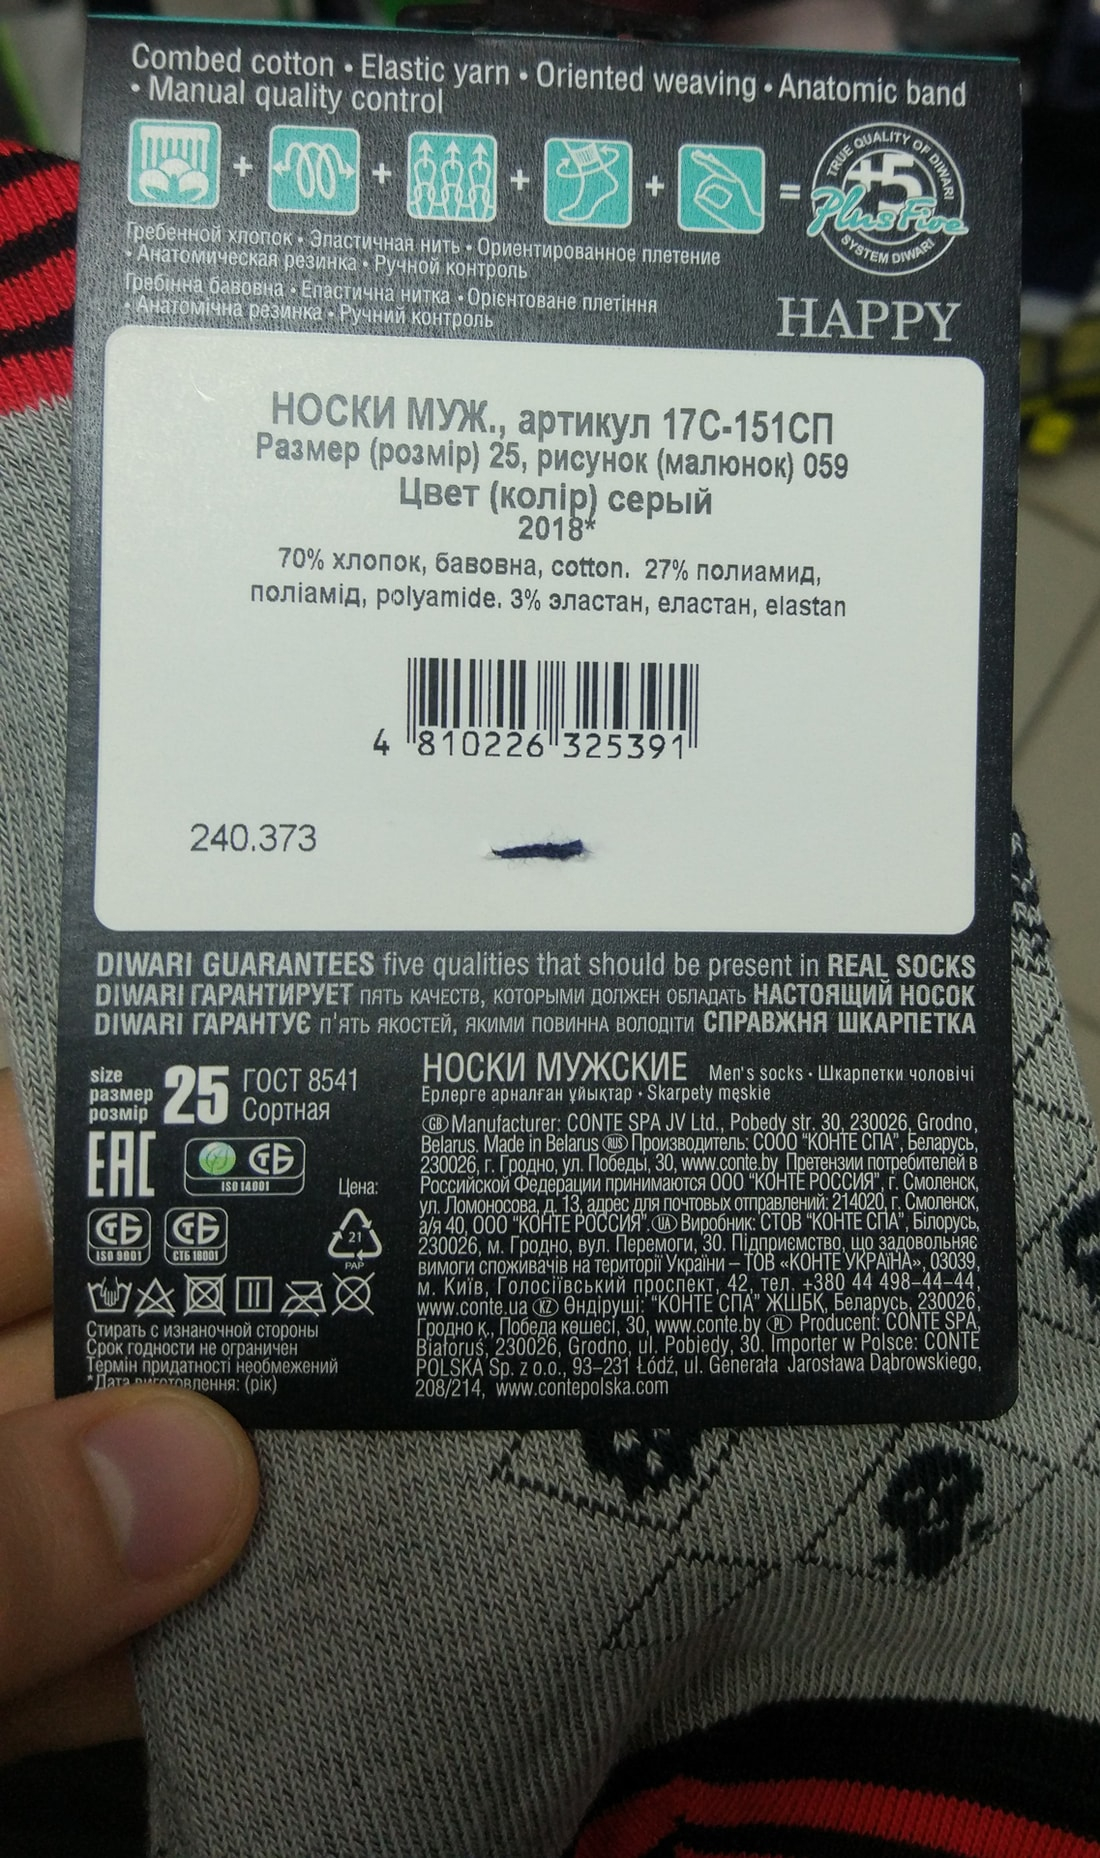 Combed cotton • Elastic yarn • Oriented weaving • Anatomic band
• Manual quality control
TRUE QUALITY OF DIWARI
+5
Plus Five
SYSTEM DIWARI
Гребенной хлопок • Эластичная нить • Ориентированное плетение
• Анатомическая резинка • Ручной контроль
Гребінна бавовна • Еластична нитка • Орієнтоване плетіння
• Анатомічна резинка • Ручний контроль
HAPPY
НОСКИ МУЖ., артикул 17С-151СП
Размер (розмір) 25, рисунок (малюнок) 059
Цвет (колір) серый
2018*
70% хлопок, бавовна, cotton. 27% полиамид,
поліамід, polyamide. 3% эластан, еластан, elastan
4 810226 325391
240.373
DIWARI GUARANTEES five qualities that should be present in REAL SOCKS
DIWARI ГАРАНТИРУЕТ ПЯТЬ КАЧЕСТВ, КОТОРЫМИ ДОЛЖЕН ОБЛАДАТЬ НАСТОЯЩИЙ НОСОК
DIWARI ГАРАНТУЄ П'ЯТЬ ЯКОСТЕЙ, ЯКИМИ ПОВИННА ВОЛОДІТИ СПРАВЖНЯ ШКАРПЕТКА
size
размер
розмір
25
ГОСТ 8541
Сортная
EAC
СТБ
ISO 14001
Цена:
СТБ
ISO 9001
СТБ
СТБ 18001
21
PAP
Стирать с изнаночной стороны
Срок годности не ограничен
Термін придатності необмежений
*Дата виготовлення: (рік)
НОСКИ МУЖСКИЕ Men's socks • Шкарпетки чоловічі
Ерлерге арналған ұйықтар • Skarpety męskie
GB Manufacturer: CONTE SPA JV Ltd., Pobedy str. 30, 230026, Grodno,
Belarus. Made in Belarus RUS Производитель: СООО "КОНТЕ СПА", Беларусь,
230026, г. Гродно, ул. Победы, 30, www.conte.by Претензии потребителей в
Российской Федерации принимаются ООО "КОНТЕ РОССИЯ", г. Смоленск,
ул. Ломоносова, д. 13, адрес для почтовых отправлений: 214020, г. Смоленск,
а/я 40, ООО "КОНТЕ РОССИЯ". UA Виробник: СТОВ "КОНТЕ СПА", Білорусь,
230026, м. Гродно, вул. Перемоги, 30. Підприємство, що задовольняє
вимоги споживачів на території України – ТОВ «КОНТЕ УКРАЇНА», 03039,
м. Київ, Голосіївський проспект, 42, тел. +380 44 498–44–44,
www.conte.ua KZ Өндіруші: "КОНТЕ СПА" ЖШБК, Беларусь, 230026,
Гродно к., Победа көшесі, 30, www.conte.by PL Producent: CONTE SPA,
Białoruś, 230026, Grodno, ul. Pobiedy, 30. Importer w Polsce: CONTE
POLSKA Sp. z o.o., 93–231 Łódź, ul. Generała Jarosława Dąbrowskiego,
208/214, www.contepolska.com